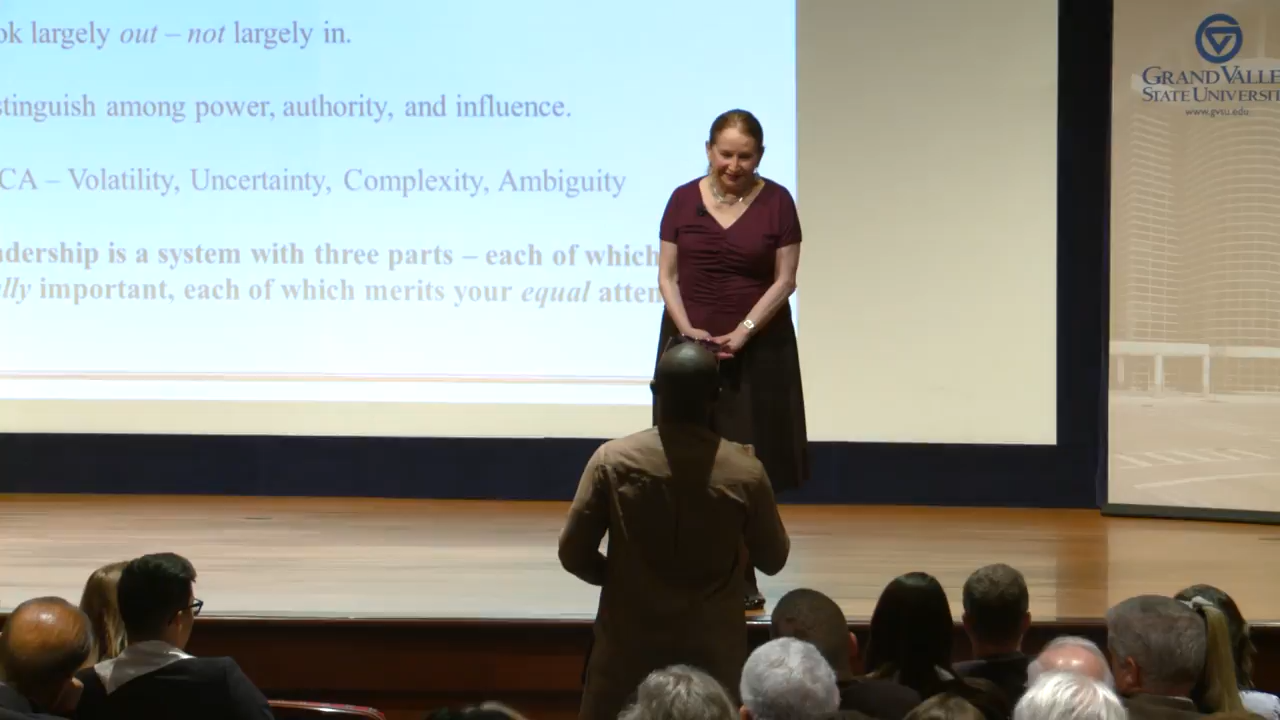 ok largely out – not largely in.
stinguish among power, authority, and influence.
CA – Volatility, Uncertainty, Complexity, Ambiguity
adership is a system with three parts – each of which
lly important, each of which merits your equal atten
GRAND VALLE
STATE UNIVERSIT
www.gvsu.edu